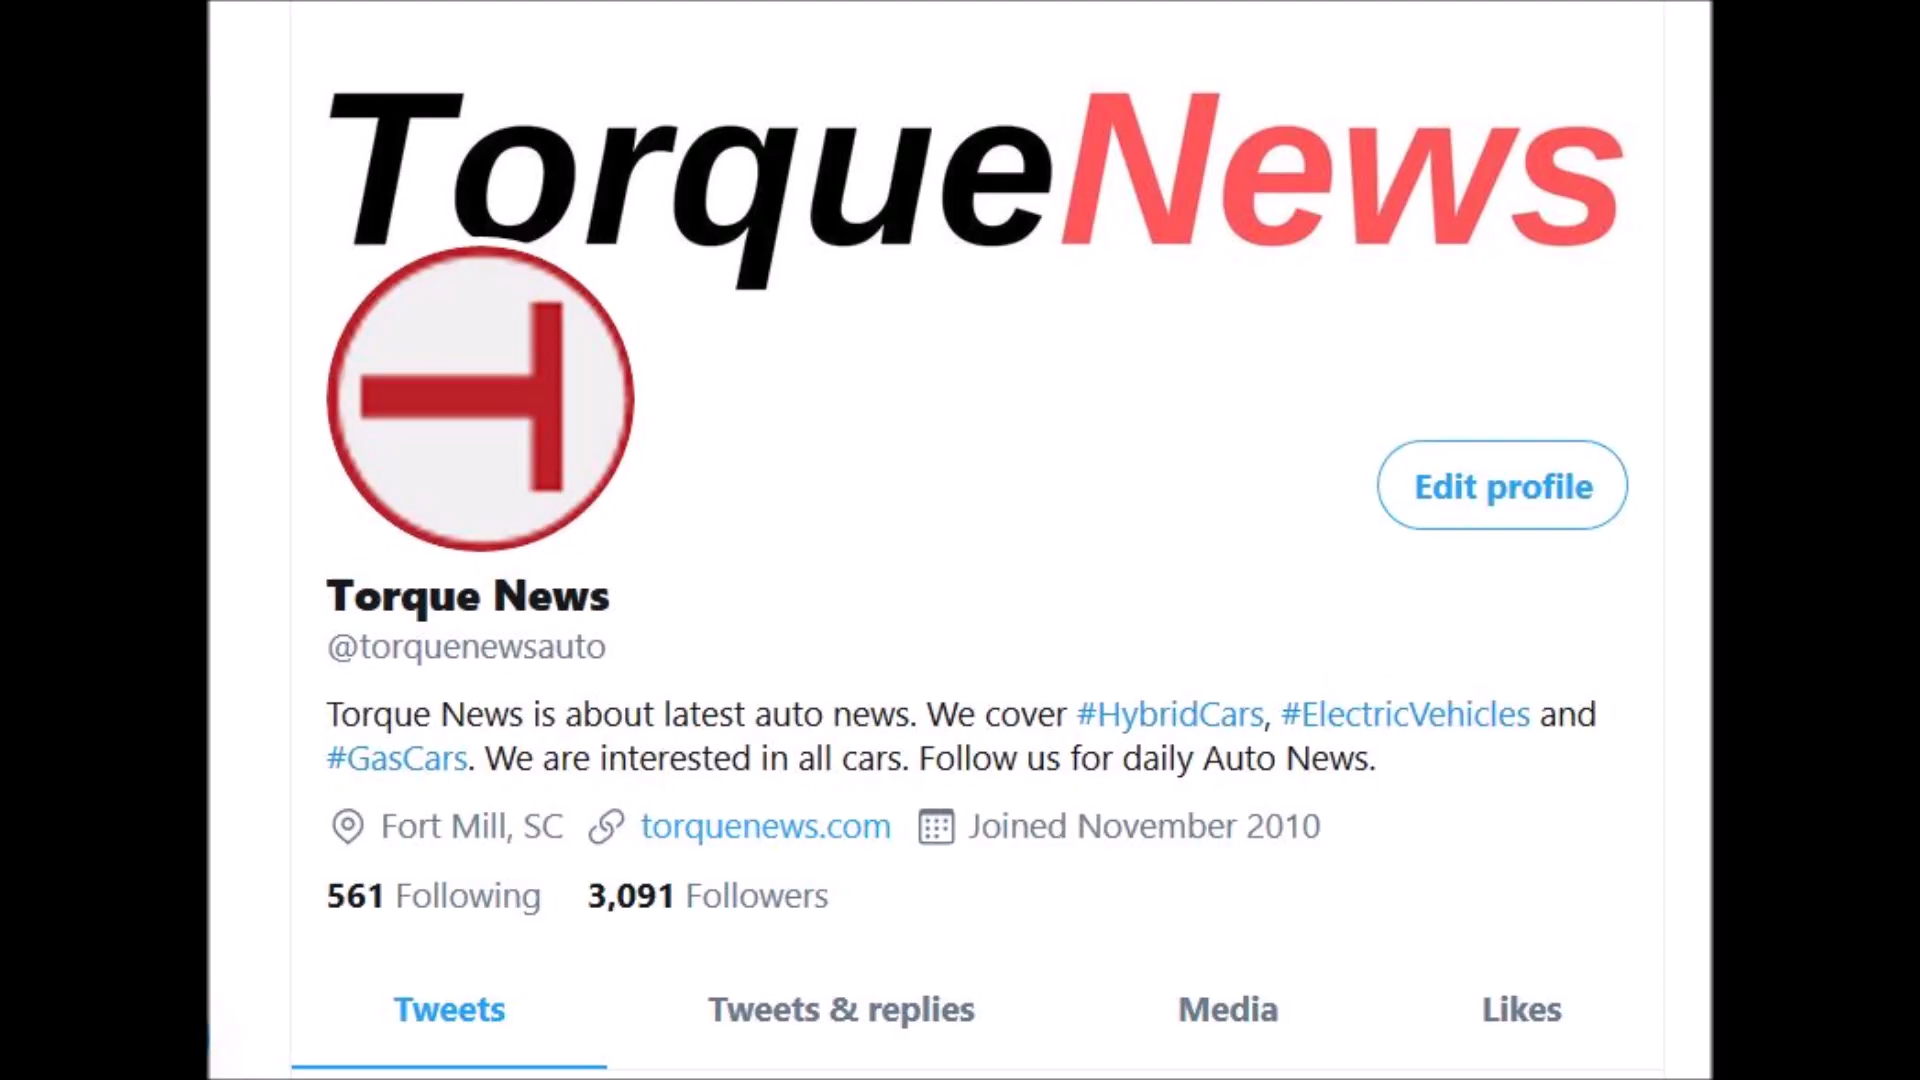 TorqueNews
T
Edit profile
Torque News
@torquenewsauto
Torque News is about latest auto news. We cover #HybridCars, #ElectricVehicles and
#GasCars. We are interested in all cars. Follow us for daily Auto News.
Fort Mill, SC torquenews.com Joined November 2010
561 Following 3,091 Followers
Tweets Tweets & replies Media Likes